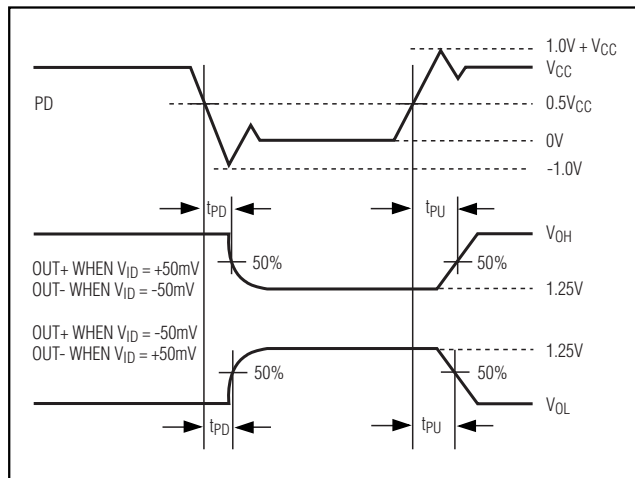 1.0V + VCC
VCC
PD
0.5VCC
0V
-1.0V
tPD
tPU
VOH
OUT+ WHEN VID = +50mV
OUT- WHEN VID = -50mV
50%
50%
1.25V
OUT+ WHEN VID = -50mV
OUT- WHEN VID = +50mV
1.25V
50%
50%
VOL
tPD
tPU